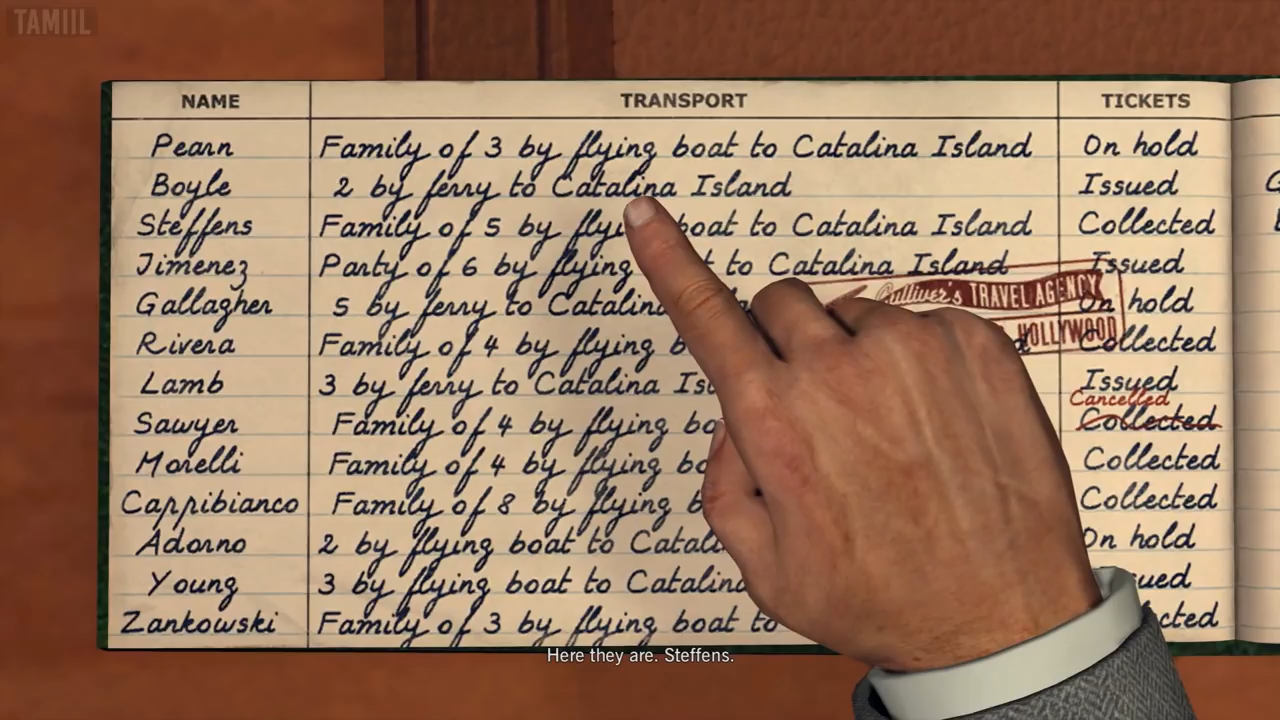 TAMIIL
NAME TRANSPORT TICKETS
Pearn Family of 3 by flying boat to Catalina Island On hold
Boyle 2 by ferry to Catalina Island Issued
Steffens Family of 5 by boat to Catalina Island Collected
Jimenez Party of 6 by flying to Catalina Island Issued
Gulliver's TRAVEL AGENCY
Gallagher 5 by ferry to Catalina On hold
HOLLYWOOD
Rivera Family of 4 by flying Collected
Lamb 3 by ferry to Catalina Issued
Cancelled
Sawyer Family of 4 by flying Collected
Morelli Family of 4 by flying Collected
Cappibianco Family of 8 by flying Collected
Adorno 2 by flying boat to On hold
Young 3 by flying boat to Catalina
Zankowski Family of 3 by flying boat to
Here they are. Steffens.